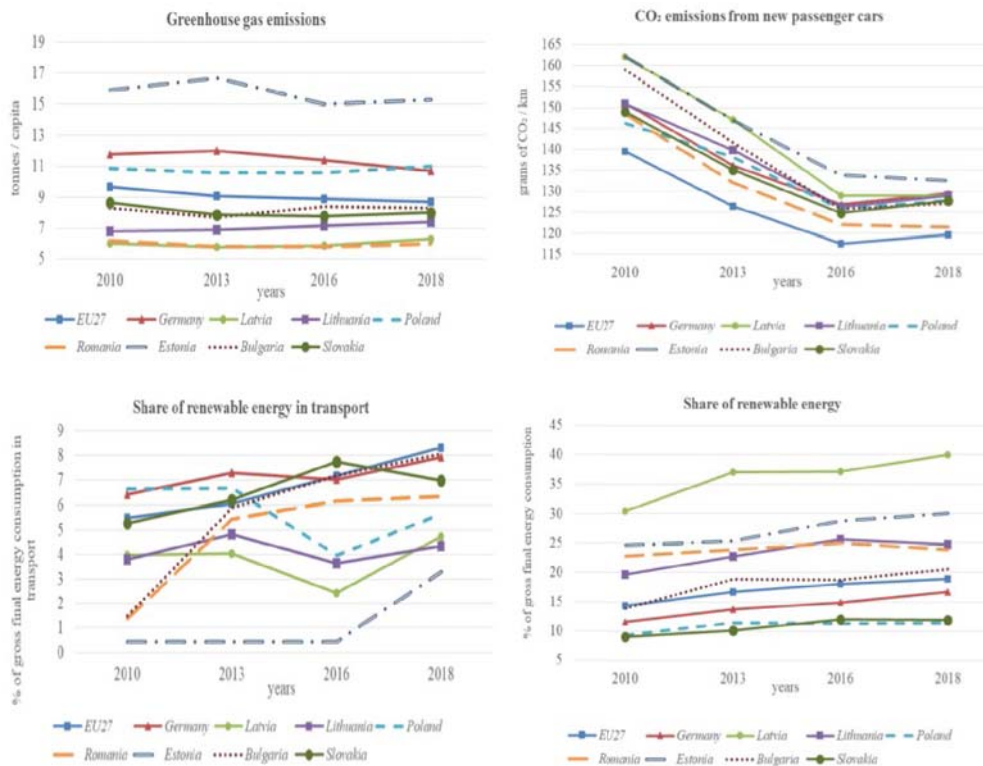 Greenhouse gas emissions
19
17
15
13
11
9
7
5
tonnes / capita
2010 2013 2016 2018
years
EU27 Germany Latvia Lithuania Poland
Romania Estonia Bulgaria Slovakia
CO₂ emissions from new passenger cars
165
160
155
150
145
140
135
130
125
120
115
grams of CO₂ / km
2010 2013 2016 2018
years
EU27 Germany Latvia Lithuania Poland
Romania Estonia Bulgaria Slovakia
Share of renewable energy in transport
9
8
7
6
5
4
3
2
1
0
% of gross final energy consumption in
transport
2010 2013 2016 2018
years
EU27 Germany Latvia Lithuania Poland
Romania Estonia Bulgaria Slovakia
Share of renewable energy
45
40
35
30
25
20
15
10
5
% of gross final energy consumption
2010 2013 2016 2018
years
EU27 Germany Latvia Lithuania Poland
Romania Estonia Bulgaria Slovakia